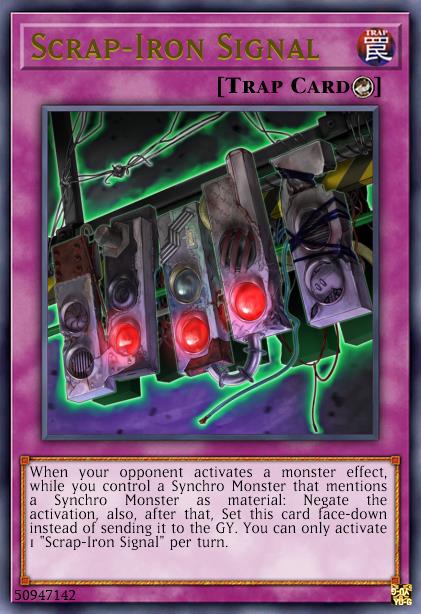 Scrap-Iron Signal
TRAP
罠
[Trap Card]
When your opponent activates a monster effect,
while you control a Synchro Monster that mentions
a Synchro Monster as material: Negate the
activation, also, after that, Set this card face-down
instead of sending it to the GY. You can only activate
1 "Scrap-Iron Signal" per turn.
50947142